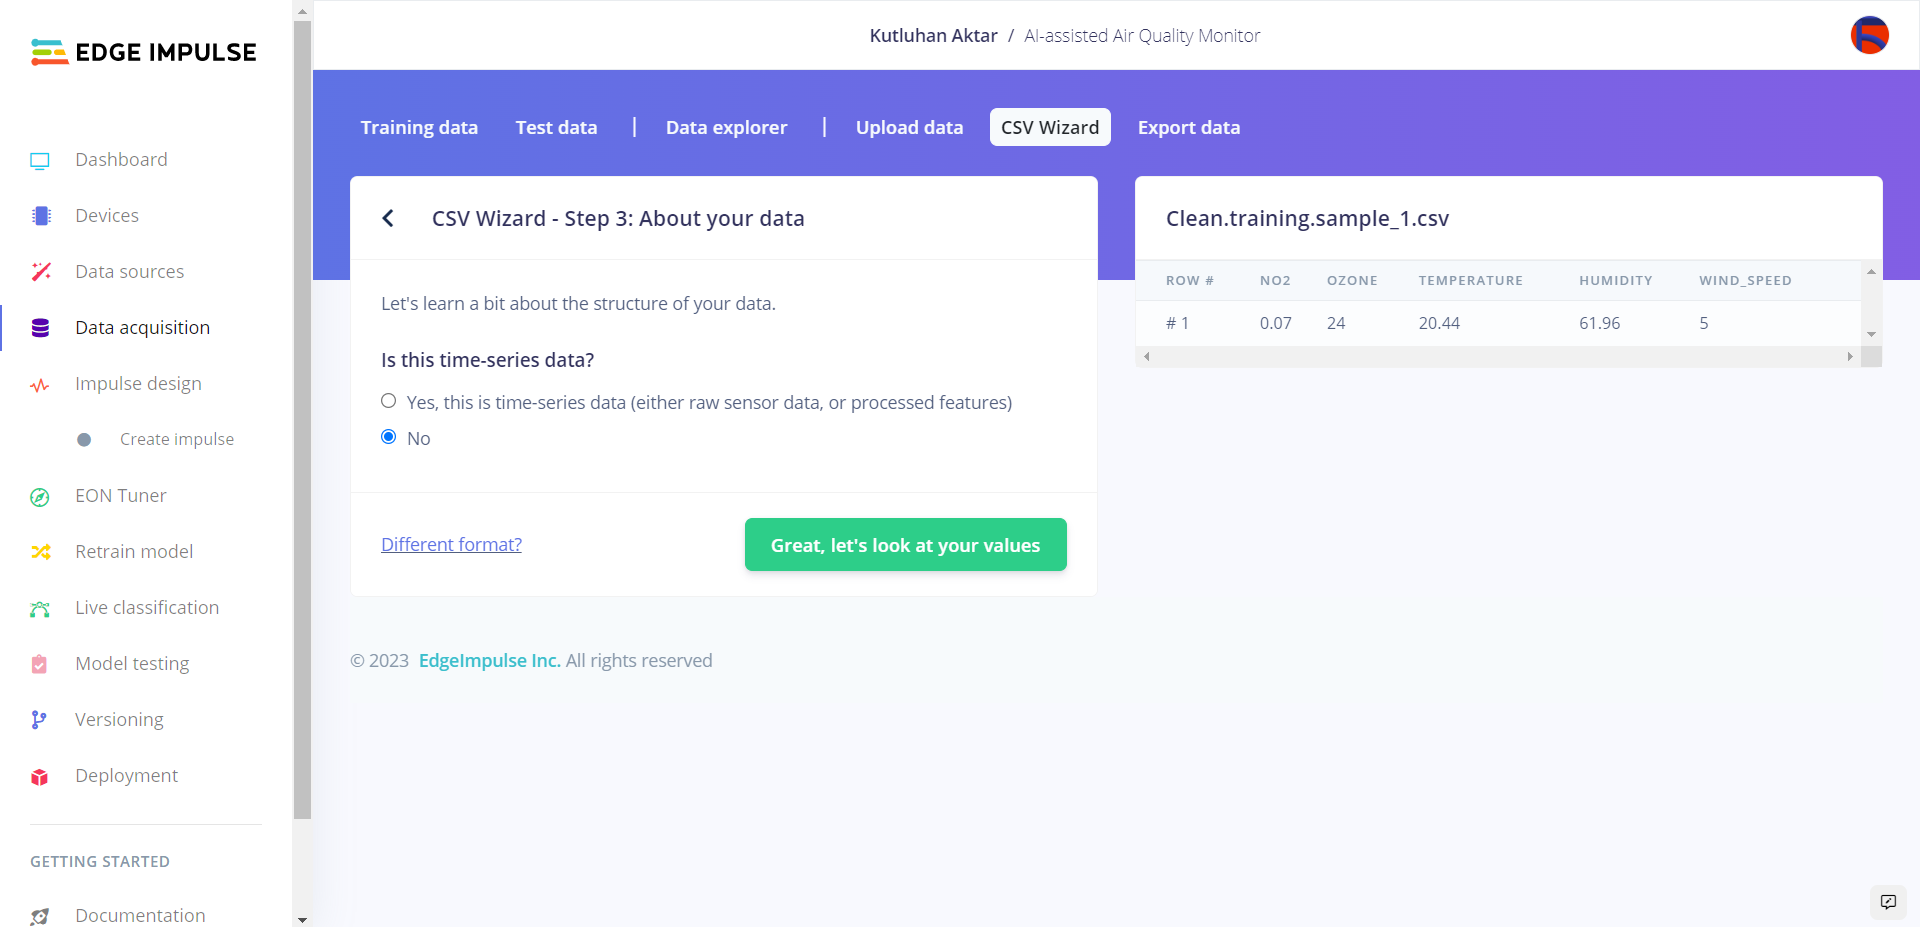 EDGE IMPULSE
Kutluhan Aktar / AI-assisted Air Quality Monitor
Dashboard
Devices
Data sources
Data acquisition
Impulse design
Create impulse
EON Tuner
Retrain model
Live classification
Model testing
Versioning
Deployment
GETTING STARTED
Documentation
Training data Test data | Data explorer | Upload data CSV Wizard Export data
CSV Wizard - Step 3: About your data
Let's learn a bit about the structure of your data.
Is this time-series data?
Yes, this is time-series data (either raw sensor data, or processed features)
No
Different format? Great, let's look at your values
Clean.training.sample_1.csv
ROW # NO2 OZONE TEMPERATURE HUMIDITY WIND_SPEED
# 1 0.07 24 20.44 61.96 5
© 2023 EdgeImpulse Inc. All rights reserved